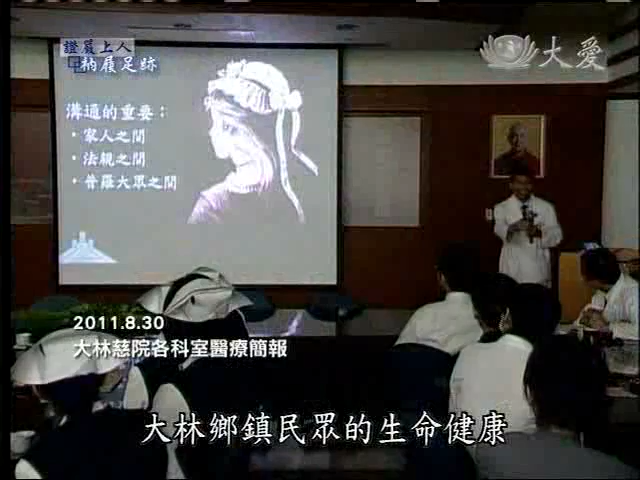 證嚴上人
衲履足跡
大愛
溝通的重要：
·家人之間
·法親之間
·普羅大眾之間
2011.8.30
大林慈院各科室醫療簡報
大林鄉鎮民眾的生命健康